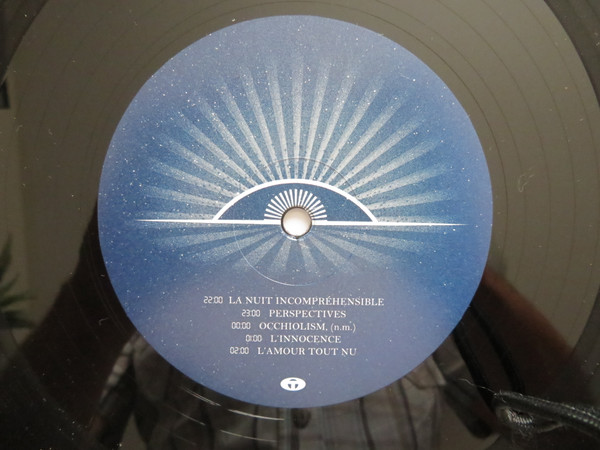 22:00 LA NUIT INCOMPRÉHENSIBLE
23:00 PERSPECTIVES
00:00 OCCHIOLISM, (n.m.)
01:00 L'INNOCENCE
02:00 L'AMOUR TOUT NU